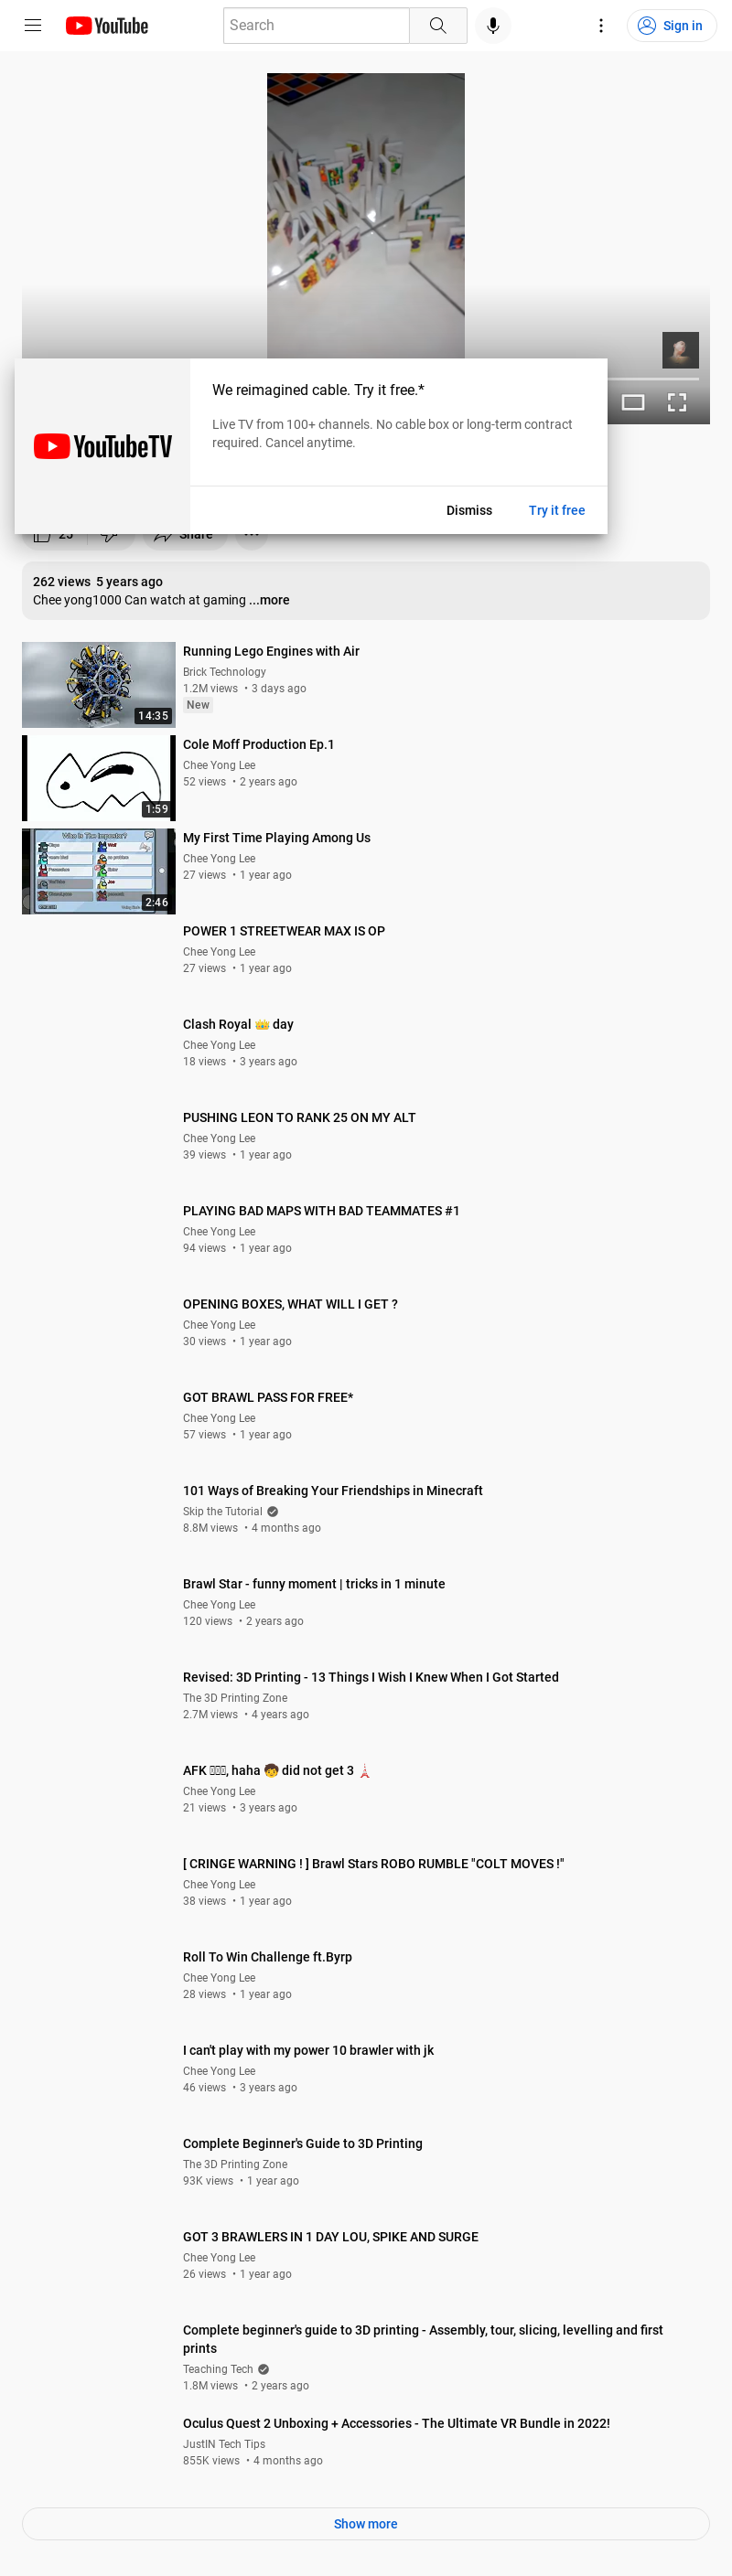 YouTube
Search
Sign in
YouTubeTV
We reimagined cable. Try it free.*
Live TV from 100+ channels. No cable box or long-term contract
required. Cancel anytime.
Dismiss
Try it free
25
Share
262 views 5 years ago
Chee yong1000 Can watch at gaming ...more
14:35
Running Lego Engines with Air
Brick Technology
1.2M views • 3 days ago
New
1:59
Cole Moff Production Ep.1
Chee Yong Lee
52 views • 2 years ago
Who Is The Impostor?
2:46
My First Time Playing Among Us
Chee Yong Lee
27 views • 1 year ago
POWER 1 STREETWEAR MAX IS OP
Chee Yong Lee
27 views • 1 year ago
Clash Royal 👑 day
Chee Yong Lee
18 views • 3 years ago
PUSHING LEON TO RANK 25 ON MY ALT
Chee Yong Lee
39 views • 1 year ago
PLAYING BAD MAPS WITH BAD TEAMMATES #1
Chee Yong Lee
94 views • 1 year ago
OPENING BOXES, WHAT WILL I GET ?
Chee Yong Lee
30 views • 1 year ago
GOT BRAWL PASS FOR FREE*
Chee Yong Lee
57 views • 1 year ago
101 Ways of Breaking Your Friendships in Minecraft
Skip the Tutorial
8.8M views • 4 months ago
Brawl Star - funny moment | tricks in 1 minute
Chee Yong Lee
120 views • 2 years ago
Revised: 3D Printing - 13 Things I Wish I Knew When I Got Started
The 3D Printing Zone
2.7M views • 4 years ago
AFK , haha 🧒 did not get 3 🗼
Chee Yong Lee
21 views • 3 years ago
[ CRINGE WARNING ! ] Brawl Stars ROBO RUMBLE "COLT MOVES !"
Chee Yong Lee
38 views • 1 year ago
Roll To Win Challenge ft.Byrp
Chee Yong Lee
28 views • 1 year ago
I can't play with my power 10 brawler with jk
Chee Yong Lee
46 views • 3 years ago
Complete Beginner's Guide to 3D Printing
The 3D Printing Zone
93K views • 1 year ago
GOT 3 BRAWLERS IN 1 DAY LOU, SPIKE AND SURGE
Chee Yong Lee
26 views • 1 year ago
Complete beginner's guide to 3D printing - Assembly, tour, slicing, levelling and first
prints
Teaching Tech
1.8M views • 2 years ago
Oculus Quest 2 Unboxing + Accessories - The Ultimate VR Bundle in 2022!
JustIN Tech Tips
855K views • 4 months ago
Show more